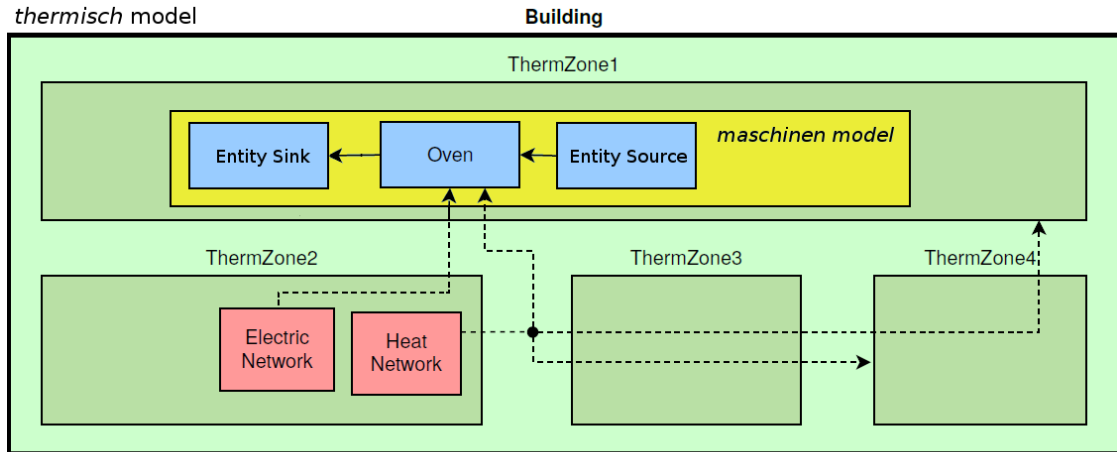 thermisch model
Building
ThermZone1
maschinen model
Entity Sink
Oven
Entity Source
ThermZone2
ThermZone3
ThermZone4
Electric
Network
Heat
Network